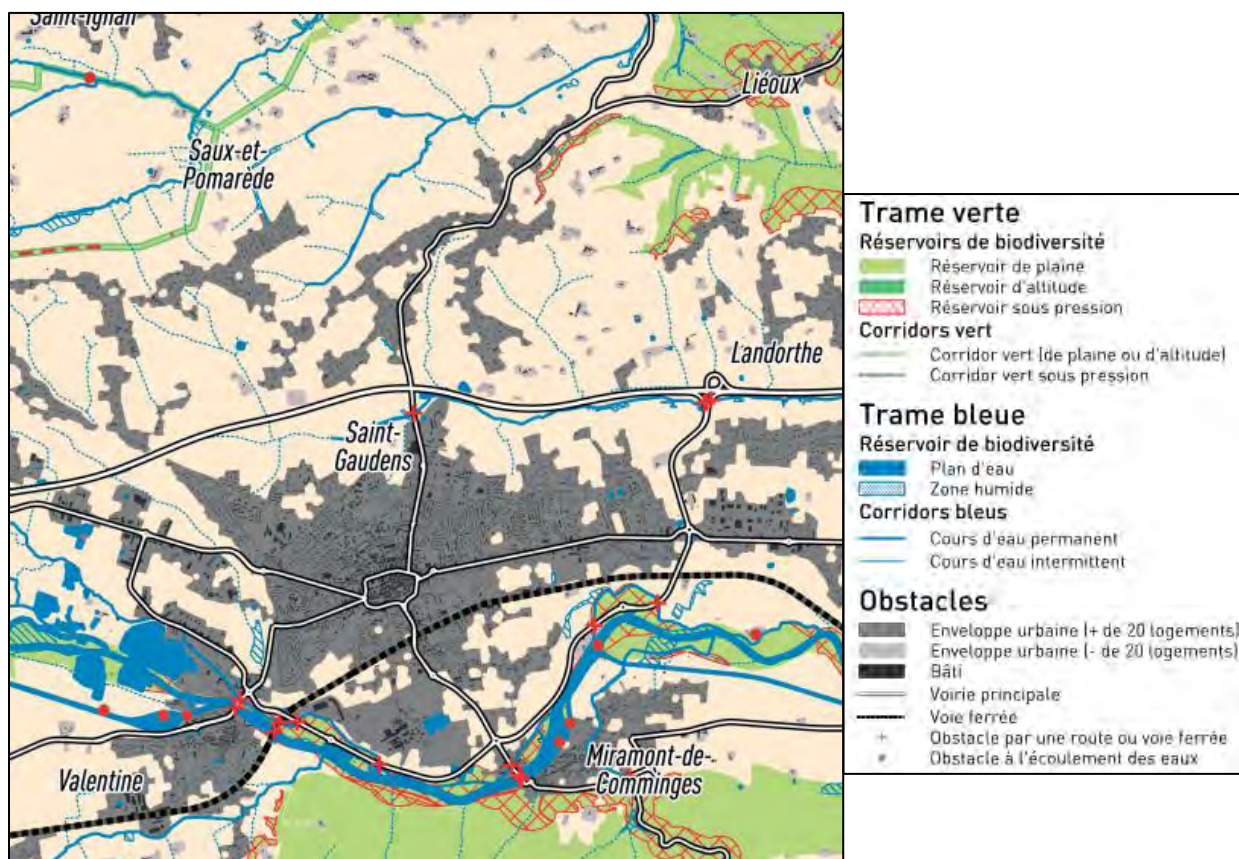 Saint-Ignan
Liéoux
Saux-et-
Pomarède
Landorthe
Saint-
Gaudens
Valentine
Miramont-de-
Comminges
Trame verte
Réservoirs de biodiversité
Réservoir de plaine
Réservoir d'altitude
Réservoir sous pression
Corridors vert
Corridor vert (de plaine ou d'altitude)
Corridor vert sous pression
Trame bleue
Réservoir de biodiversité
Plan d'eau
Zone humide
Corridors bleus
Cours d'eau permanent
Cours d'eau intermittent
Obstacles
Enveloppe urbaine (+ de 20 logements)
Enveloppe urbaine (- de 20 logements)
Bâti
Voirie principale
Voie ferrée
Obstacle par une route ou voie ferrée
Obstacle à l'écoulement des eaux